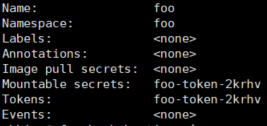 Name: foo
Namespace: foo
Labels: <none>
Annotations: <none>
Image pull secrets: <none>
Mountable secrets: foo-token-2krhv
Tokens: foo-token-2krhv
Events: <none>